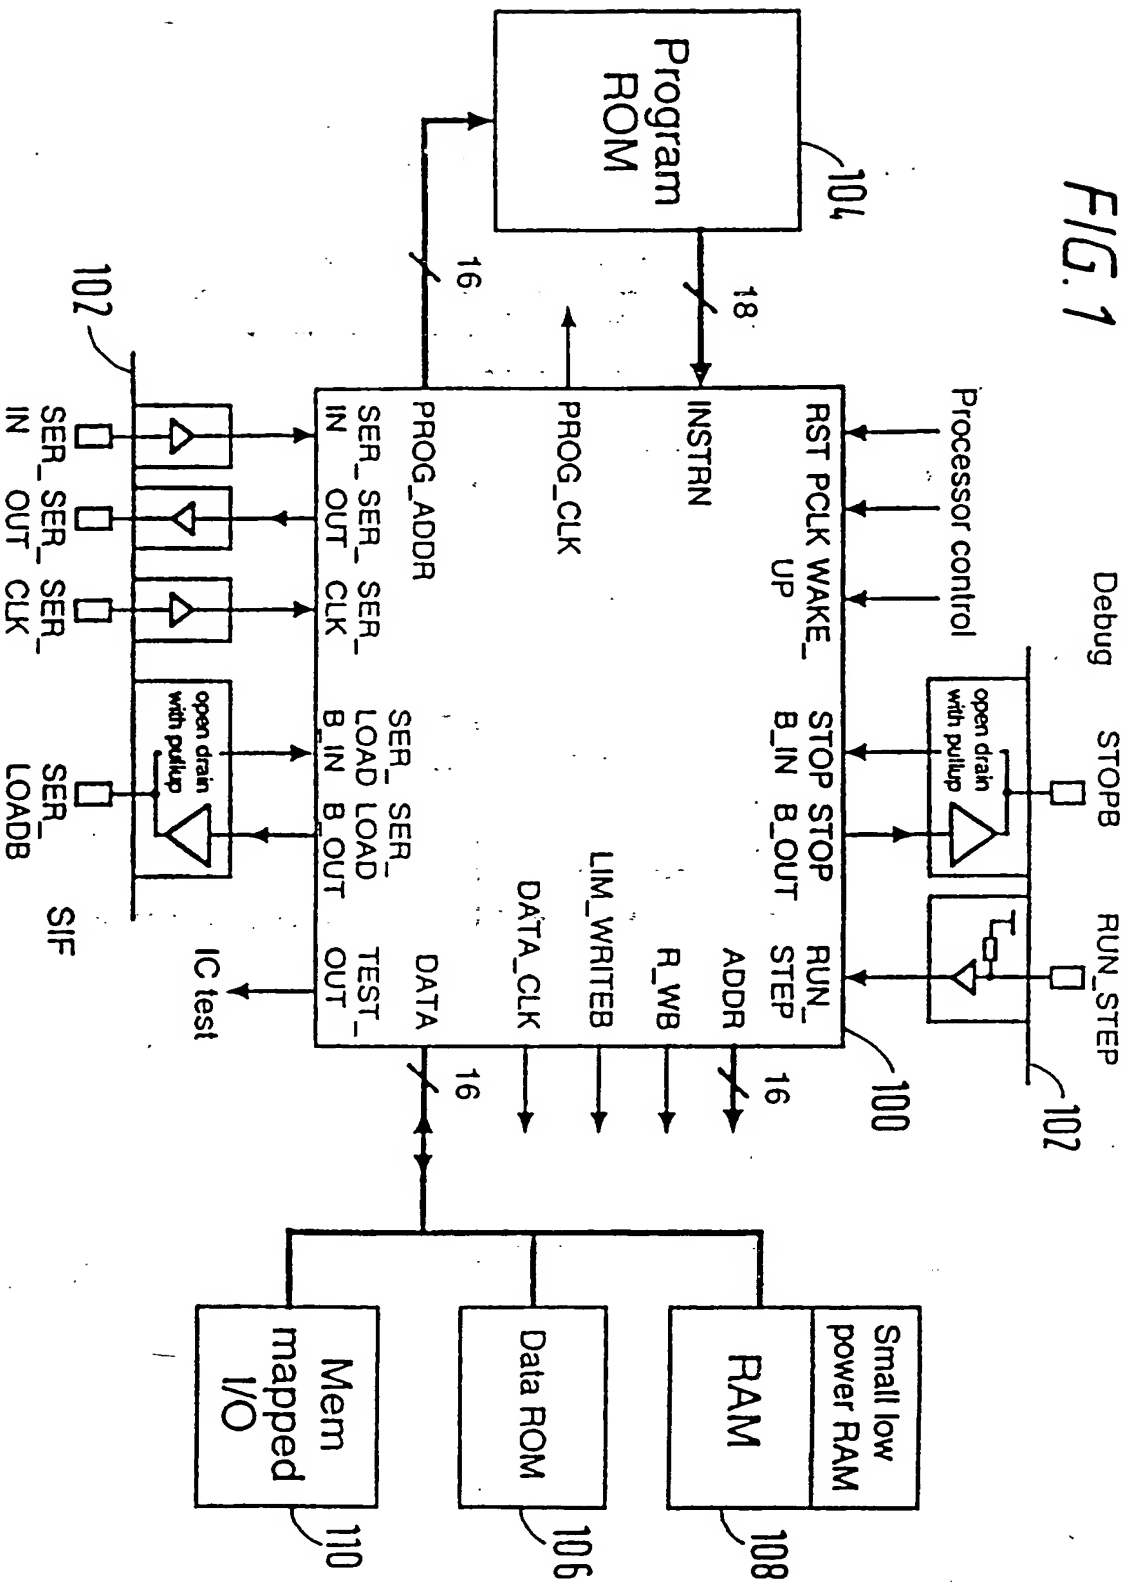 FIG. 1
Debug
STOPB
RUN_STEP
102
Processor control
open drain
with pullup
100
104
RST PCLK WAKE_
UP
STOP STOP
B_IN B_OUT
RUN_
STEP
Program
ROM
18
16
INSTRN
PROG_CLK
PROG_ADDR
ADDR
R_WB
LIM_WRITEB
DATA_CLK
DATA
16
16
Small low
power RAM
RAM
108
Data ROM
106
Mem
mapped
I/O
110
SER_ SER_ SER_
IN OUT CLK
SER_ SER_
LOAD LOAD
B_IN B_OUT
TEST_
OUT
IC test
102
open drain
with pullup
SER_ SER_ SER_
IN OUT CLK
SER_
LOADB
SIF